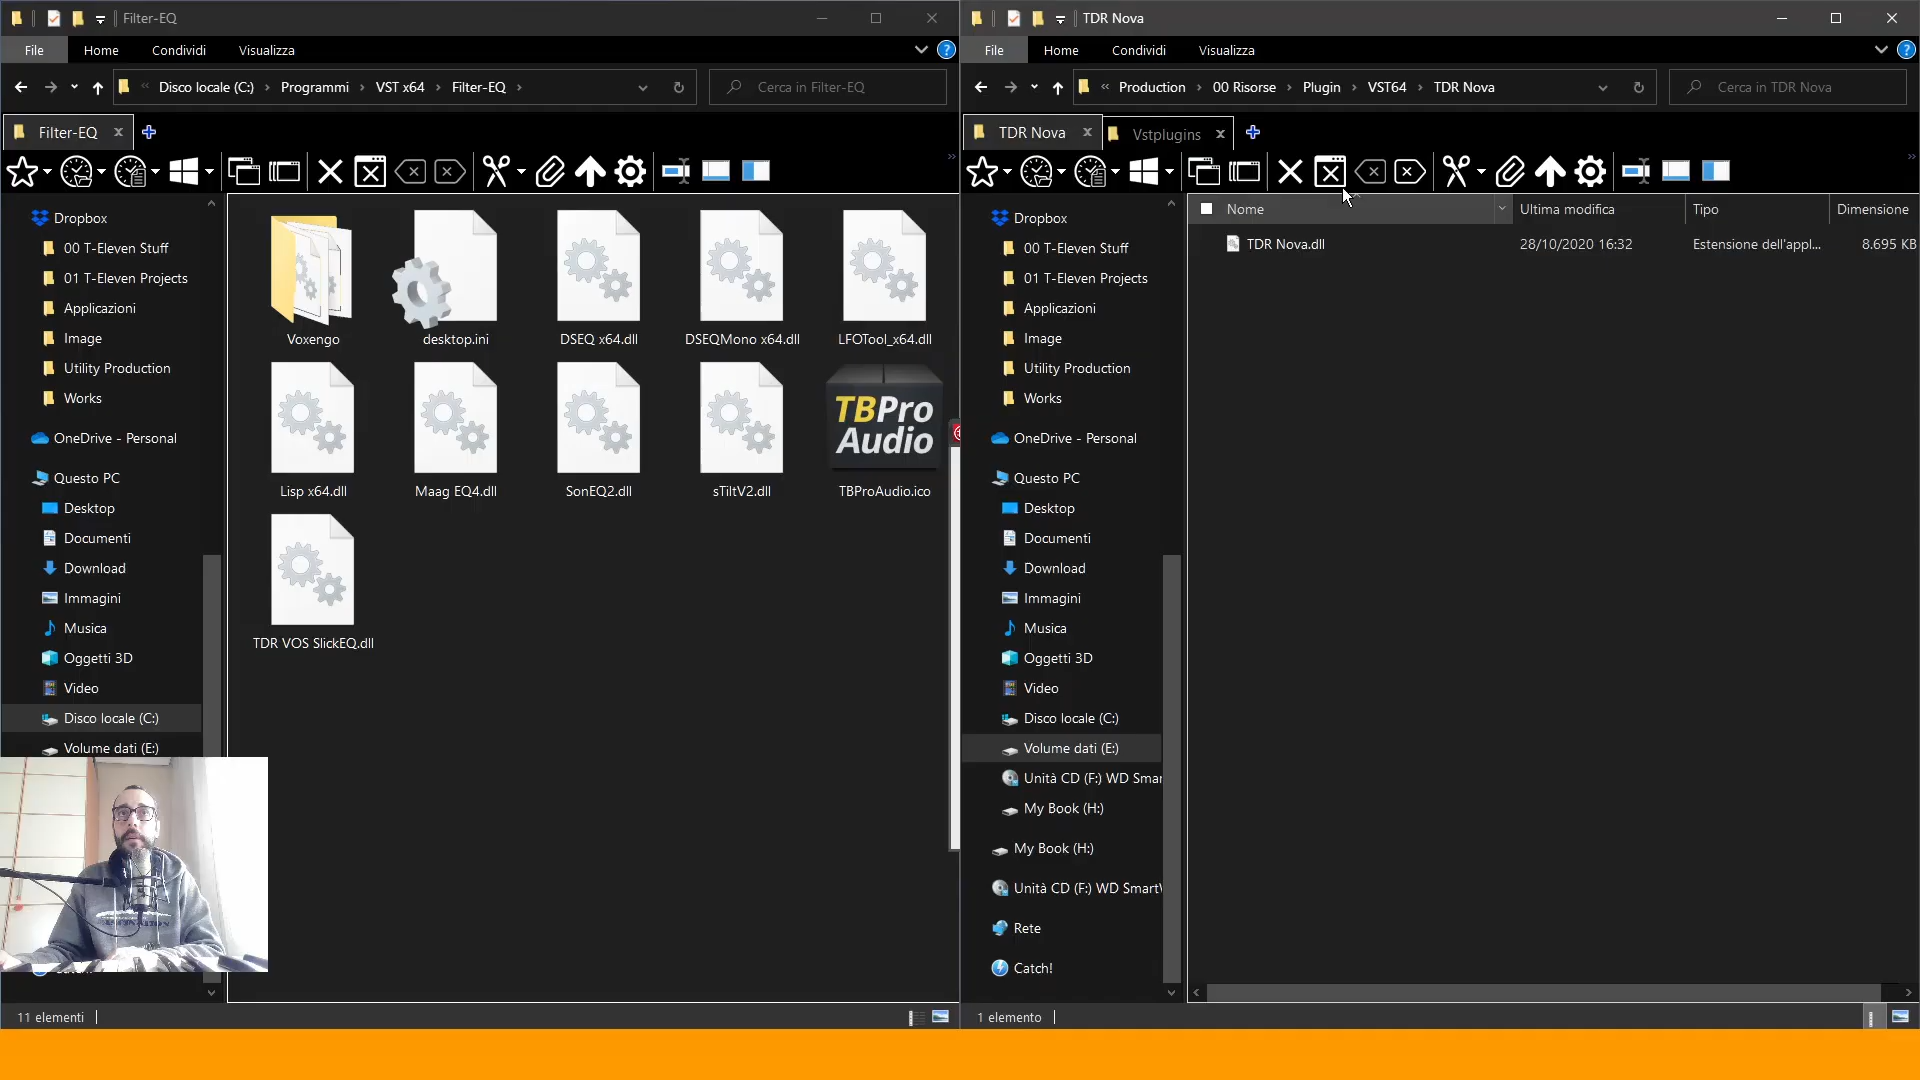 Filter-EQ
File Home Condividi Visualizza
Disco locale (C:) Programmi VST x64 Filter-EQ
Cerca in Filter-EQ
Filter-EQ
Dropbox
00 T-Eleven Stuff
01 T-Eleven Projects
Applicazioni
Image
Utility Production
Works
OneDrive - Personal
Questo PC
Desktop
Documenti
Download
Immagini
Musica
Oggetti 3D
Video
Disco locale (C:)
Volume dati (E:)
Voxengo desktop.ini DSEQ x64.dll DSEQMono x64.dll LFOTool_x64.dll
TBPro
Audio
Lisp x64.dll Maag EQ4.dll SonEQ2.dll sTiltV2.dll TBProAudio.ico
TDR VOS SlickEQ.dll
11 elementi
TDR Nova
File Home Condividi Visualizza
Production 00 Risorse Plugin VST64 TDR Nova
Cerca in TDR Nova
TDR Nova Vstplugins
Dropbox
00 T-Eleven Stuff
01 T-Eleven Projects
Applicazioni
Image
Utility Production
Works
OneDrive - Personal
Questo PC
Desktop
Documenti
Download
Immagini
Musica
Oggetti 3D
Video
Disco locale (C:)
Volume dati (E:)
Unità CD (F:) WD Smar
My Book (H:)
My Book (H:)
Unità CD (F:) WD Smart
Rete
Catch!
Nome Ultima modifica Tipo Dimensione
TDR Nova.dll 28/10/2020 16:32 Estensione dell'appl... 8.695 KB
1 elemento